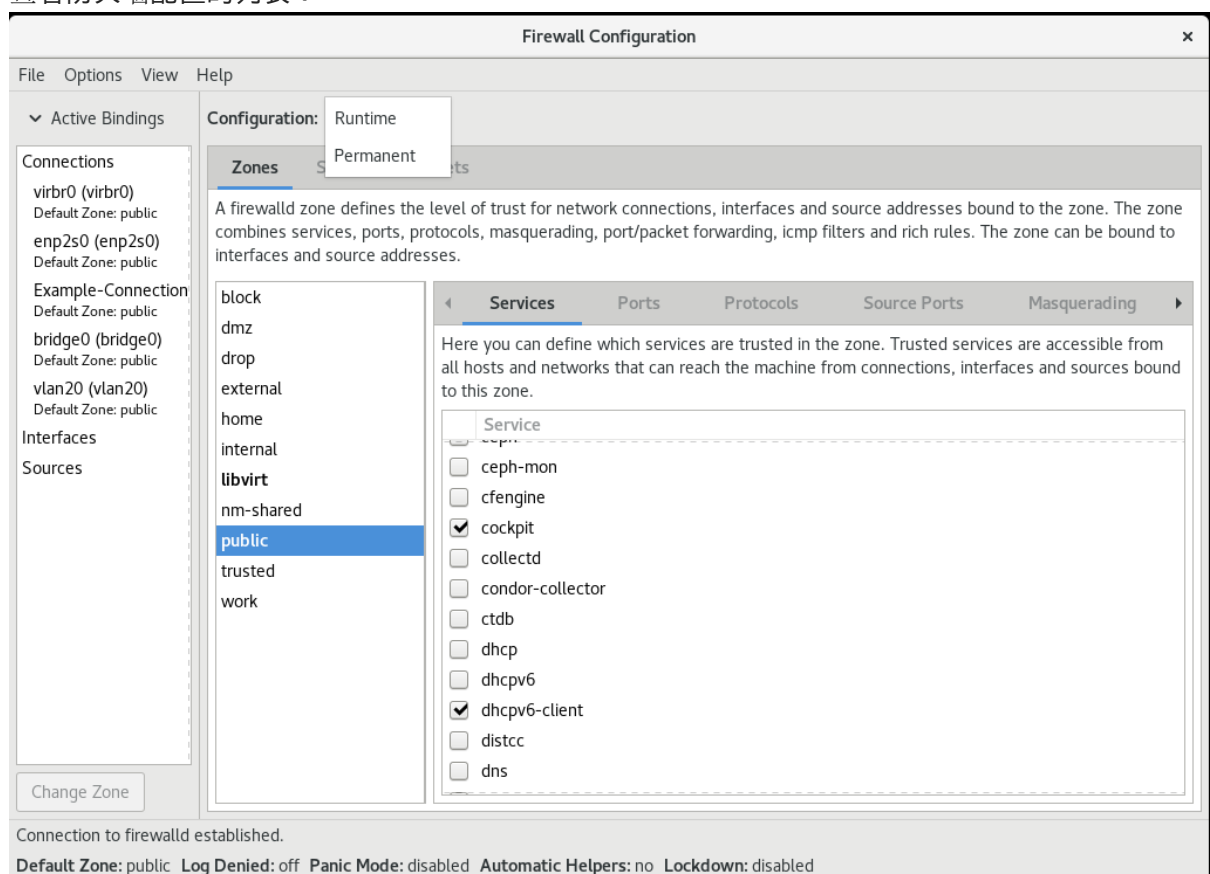 Firewall Configuration ×
File Options View Help
Active Bindings
Configuration: Runtime
Permanent
Connections
virbr0 (virbr0)
Default Zone: public
enp2s0 (enp2s0)
Default Zone: public
Example-Connection
Default Zone: public
bridge0 (bridge0)
Default Zone: public
vlan20 (vlan20)
Default Zone: public
Interfaces
Sources
Change Zone
Zones
A firewalld zone defines the level of trust for network connections, interfaces and source addresses bound to the zone. The zone
combines services, ports, protocols, masquerading, port/packet forwarding, icmp filters and rich rules. The zone can be bound to
interfaces and source addresses.
block
dmz
drop
external
home
internal
libvirt
nm-shared
public
trusted
work
Services Ports Protocols Source Ports Masquerading
Here you can define which services are trusted in the zone. Trusted services are accessible from
all hosts and networks that can reach the machine from connections, interfaces and sources bound
to this zone.
Service
ceph-mon
cfengine
cockpit
collectd
condor-collector
ctdb
dhcp
dhcpv6
dhcpv6-client
distcc
dns
Connection to firewalld established.
Default Zone: public Log Denied: off Panic Mode: disabled Automatic Helpers: no Lockdown: disabled